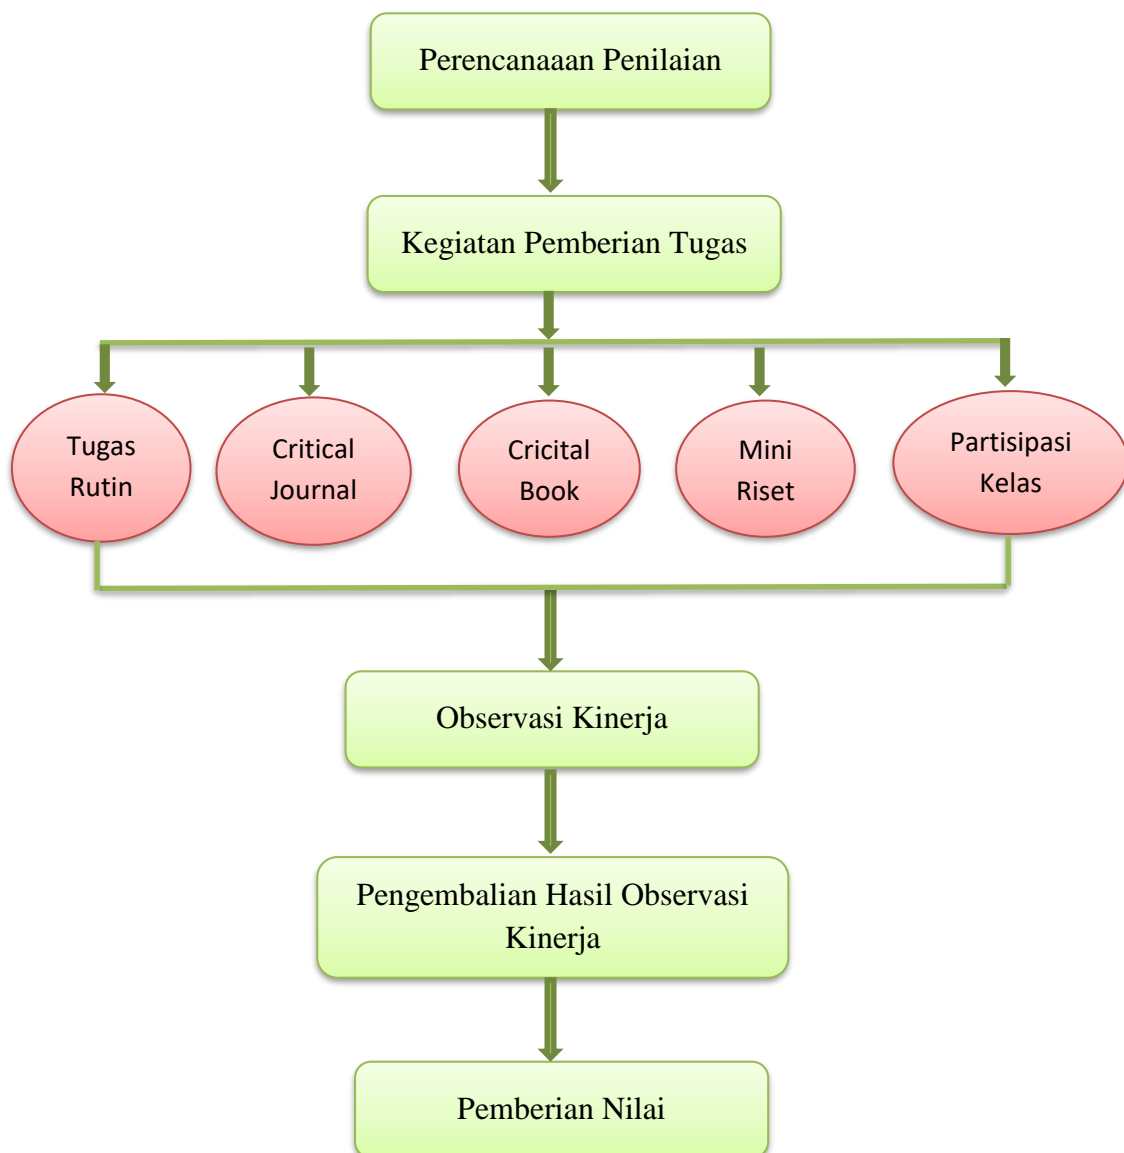 Perencanaaan Penilaian
Kegiatan Pemberian Tugas
Tugas
Rutin
Critical
Journal
Cricital
Book
Mini
Riset
Partisipasi
Kelas
Observasi Kinerja
Pengembalian Hasil Observasi
Kinerja
Pemberian Nilai